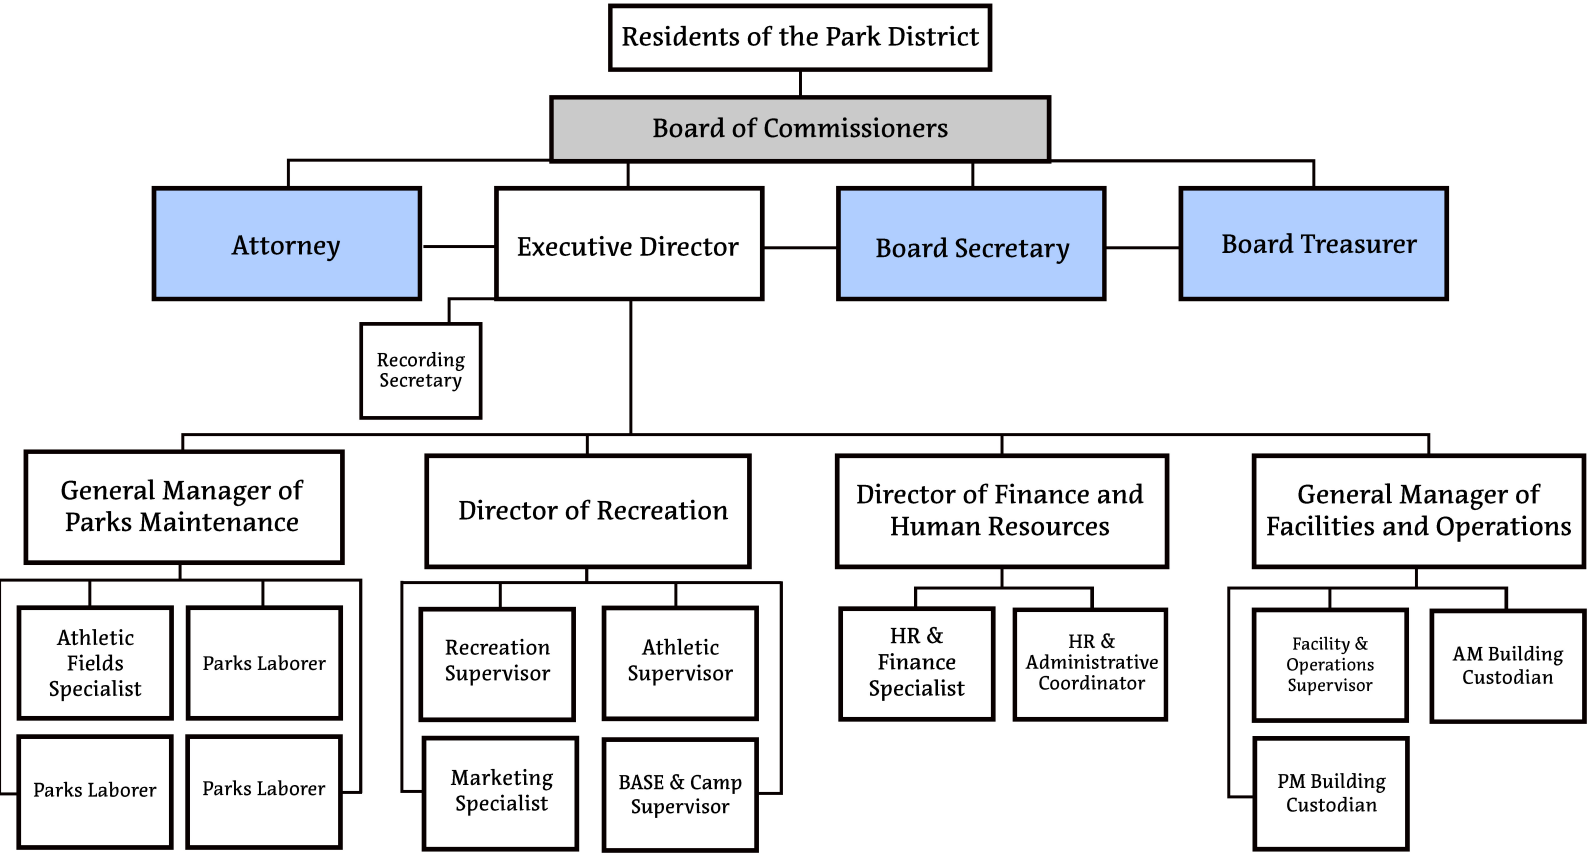 Residents of the Park District
Board of Commissioners
Attorney
Executive Director
Board Secretary
Board Treasurer
Recording
Secretary
General Manager of
Parks Maintenance
Director of Recreation
Director of Finance and
Human Resources
General Manager of
Facilities and Operations
Athletic
Fields
Specialist
Parks Laborer
Parks Laborer
Parks Laborer
Recreation
Supervisor
Athletic
Supervisor
Marketing
Specialist
BASE & Camp
Supervisor
HR &
Finance
Specialist
HR &
Administrative
Coordinator
Facility &
Operations
Supervisor
AM Building
Custodian
PM Building
Custodian